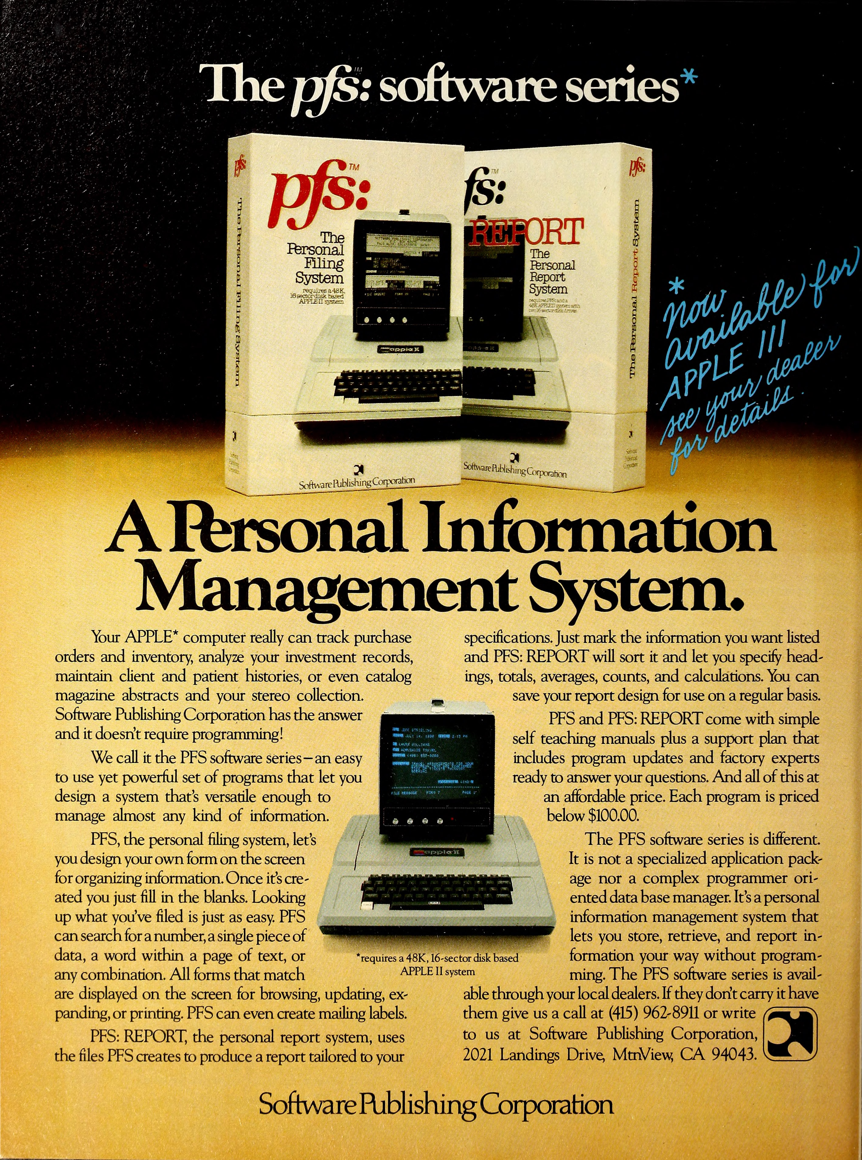 The pfs:™ software series*
pfs:
The Personal Filing System
pfs:™
The
Personal
Filing
System
requires a 48K,
16-sector disk based
APPLE II system
apple II
Software Publishing Corporation
fs:™
REPORT
The
Personal
Report
System
Software Publishing Corporation
pfs:
The Personal Report System
*
Now
available for
APPLE III
see your dealer
for details.
A Personal Information
Management System.
Your APPLE* computer really can track purchase
orders and inventory, analyze your investment records,
maintain client and patient histories, or even catalog
magazine abstracts and your stereo collection.
Software Publishing Corporation has the answer
and it doesn't require programming!
We call it the PFS software series—an easy
to use yet powerful set of programs that let you
design a system that's versatile enough to
manage almost any kind of information.
PFS, the personal filing system, let's
you design your own form on the screen
for organizing information. Once it's cre-
ated you just fill in the blanks. Looking
up what you've filed is just as easy. PFS
can search for a number, a single piece of
data, a word within a page of text, or
any combination. All forms that match
are displayed on the screen for browsing, updating, ex-
panding, or printing. PFS can even create mailing labels.
PFS: REPORT, the personal report system, uses
the files PFS creates to produce a report tailored to your
specifications. Just mark the information you want listed
and PFS: REPORT will sort it and let you specify head-
ings, totals, averages, counts, and calculations. You can
save your report design for use on a regular basis.
PFS and PFS: REPORT come with simple
self teaching manuals plus a support plan that
includes program updates and factory experts
ready to answer your questions. And all of this at
an affordable price. Each program is priced
below $100.00.
The PFS software series is different.
It is not a specialized application pack-
age nor a complex programmer ori-
ented data base manager. It's a personal
information management system that
lets you store, retrieve, and report in-
formation your way without program-
ming. The PFS software series is avail-
able through your local dealers. If they don't carry it have
them give us a call at (415) 962-8911 or write
to us at Software Publishing Corporation,
2021 Landings Drive, MtnView, CA 94043.
apple II
*requires a 48K, 16-sector disk based
APPLE II system
Software Publishing Corporation